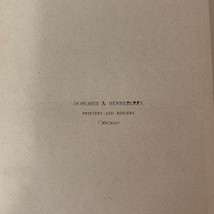 DONOHUE & HENNEBERRY,
PRINTERS AND BINDERS,
CHICAGO